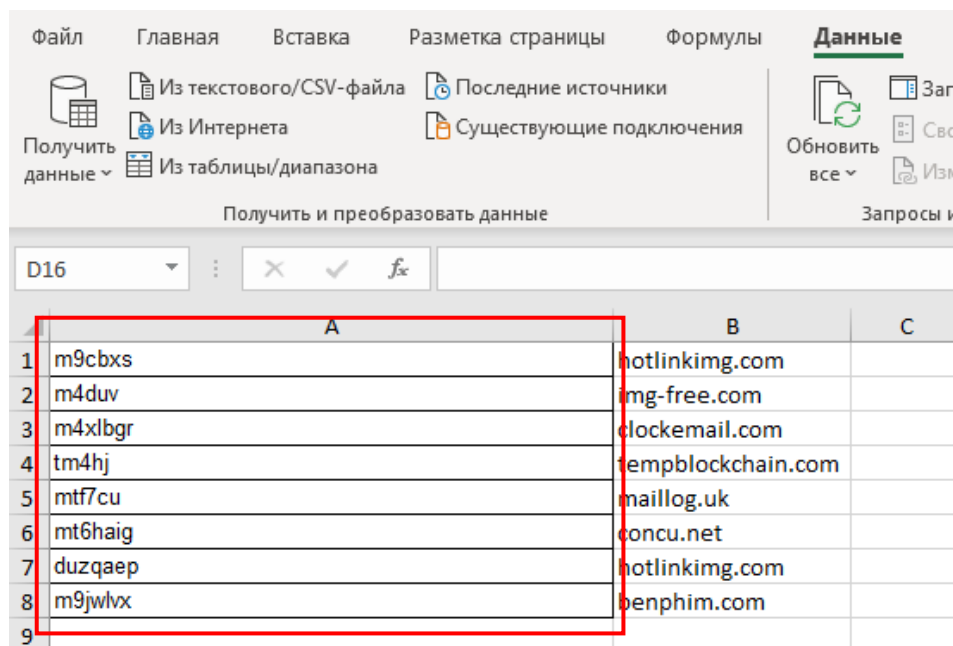 Файл Главная Вставка Разметка страницы Формулы Данные
Получить данные
Из текстового/CSV-файла
Из Интернета
Из таблицы/диапазона
Последние источники
Существующие подключения
Получить и преобразовать данные
Обновить все
Запросы и
D16 fx
A B C
1 m9cbxs hotlinkimg.com
2 m4duv img-free.com
3 m4xlbgr clockemail.com
4 tm4hj tempblockchain.com
5 mtf7cu maillog.uk
6 mt6haig concu.net
7 duzqaep hotlinkimg.com
8 m9jwlvx benphim.com
9